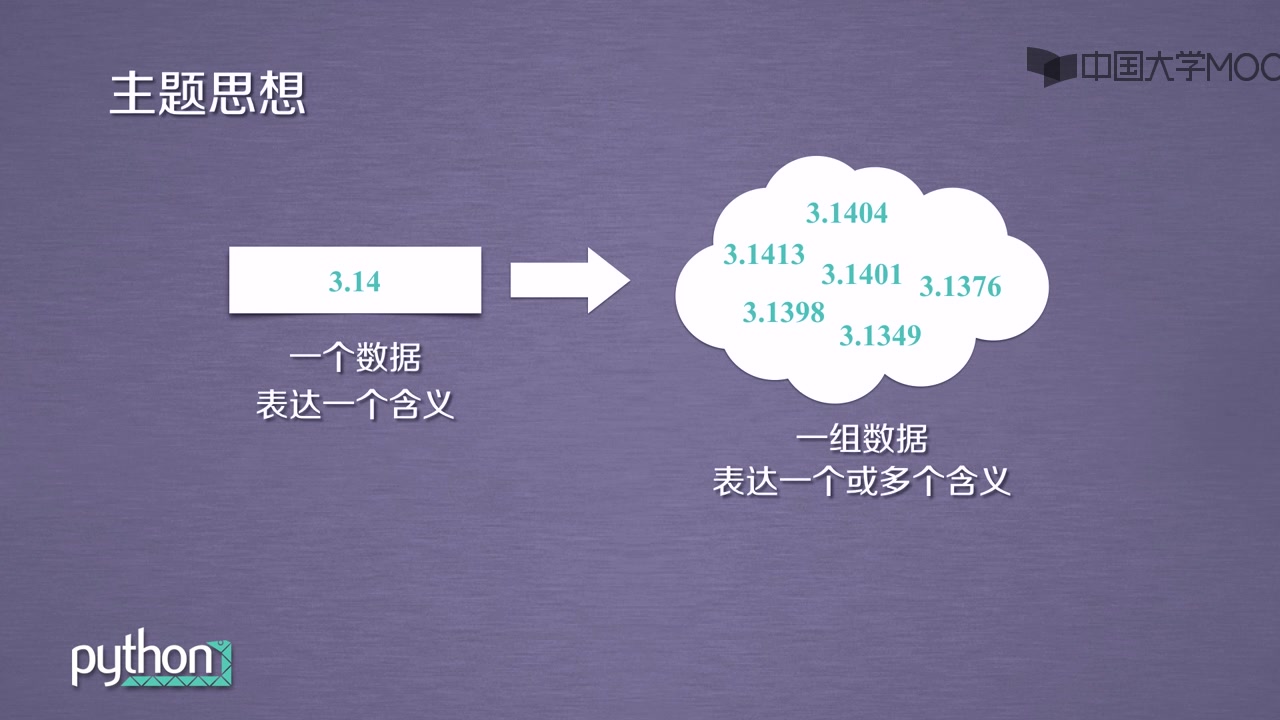 主题思想
中国大学MOO
3.14
一个数据
表达一个含义
3.1404
3.1413
3.1401
3.1376
3.1398
3.1349
一组数据
表达一个或多个含义
python